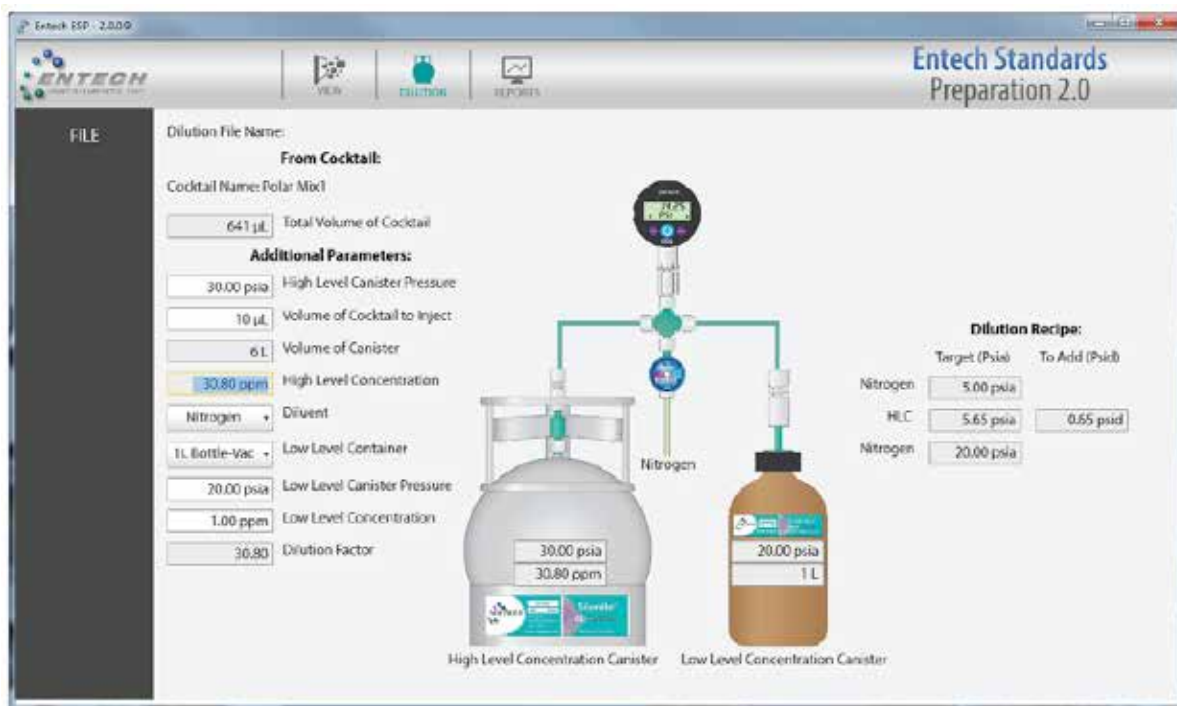 Entech ESP - 2.0.0.9
ENTECH
VIEW
DILUTION
REPORTS
Entech Standards
Preparation 2.0
FILE
Dilution File Name:
From Cocktail:
Cocktail Name: Polar Mix1
641 µL Total Volume of Cocktail
Additional Parameters:
30.00 psia High Level Canister Pressure
10 µL Volume of Cocktail to Inject
6 L Volume of Canister
30.80 ppm High Level Concentration
Nitrogen Diluent
1L Bottle-Vac Low Level Container
20.00 psia Low Level Canister Pressure
1.00 ppm Low Level Concentration
30.80 Dilution Factor
PSI
Nitrogen
30.00 psia
30.80 ppm
High Level Concentration Canister
20.00 psia
1 L
Low Level Concentration Canister
Dilution Recipe:
Target (Psia) To Add (Psid)
Nitrogen 5.00 psia
HLC 5.65 psia 0.65 psid
Nitrogen 20.00 psia